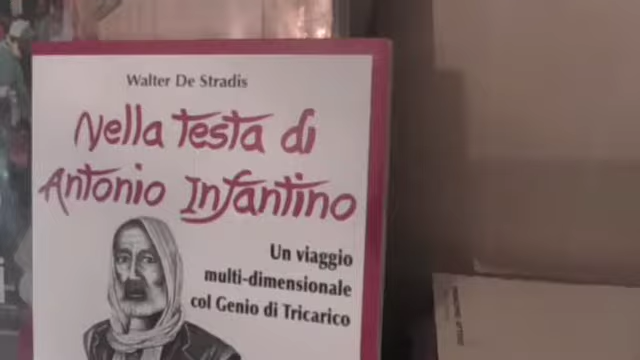 Walter De Stradis
Nella Testa di
Antonio Infantino
Un viaggio
multi-dimensionale
col Genio di Tricarico